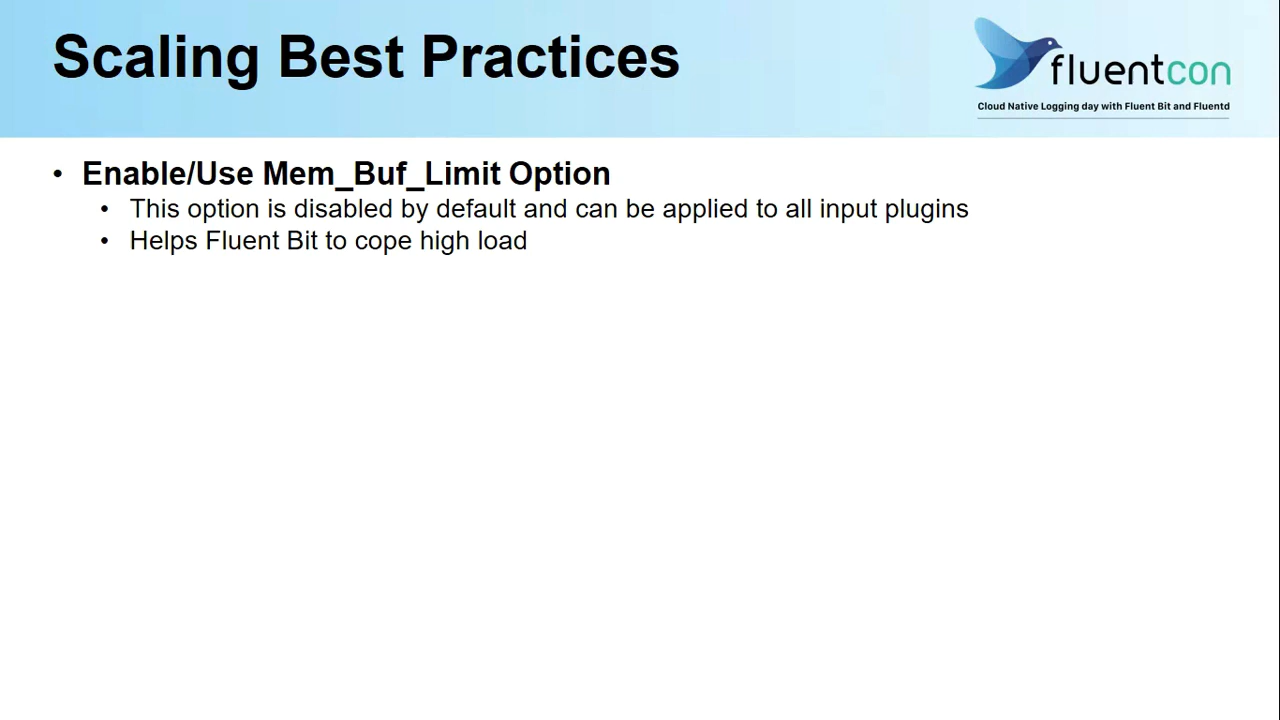 Scaling Best Practices
fluentcon
Cloud Native Logging day with Fluent Bit and Fluentd
• Enable/Use Mem_Buf_Limit Option
• This option is disabled by default and can be applied to all input plugins
• Helps Fluent Bit to cope high load